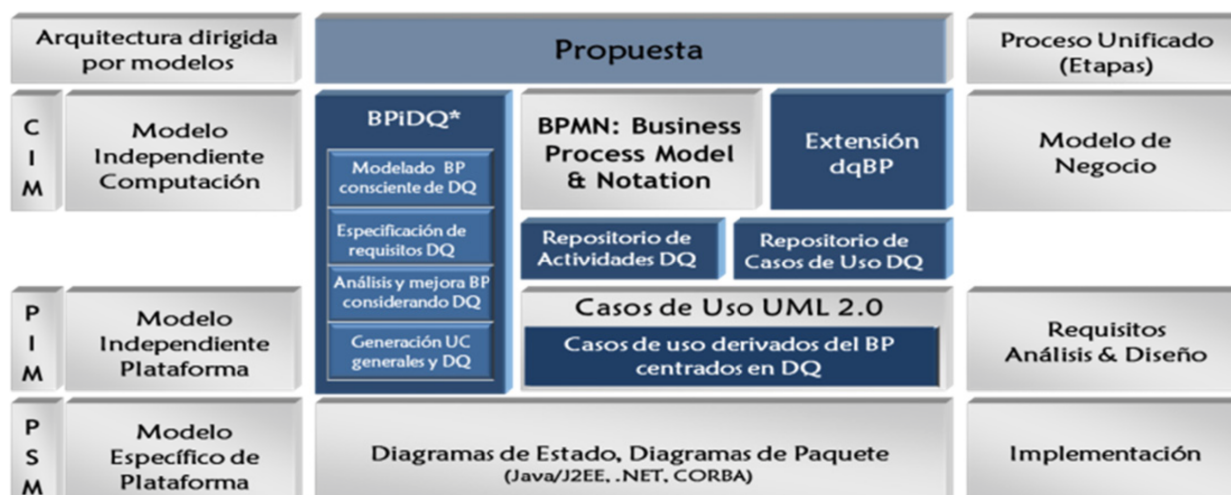 Arquitectura dirigida
por modelos
Propuesta
Proceso Unificado
(Etapas)
C
I
M
Modelo
Independiente
Computación
BPiDQ*
Modelado BP
consciente de DQ
Especificación de
requisitos DQ
Análisis y mejora BP
considerando DQ
Generación UC
generales y DQ
BPMN: Business
Process Model
& Notation
Extensión
dqBP
Modelo de
Negocio
Repositorio de
Actividades DQ
Repositorio de
Casos de Uso DQ
P
I
M
Modelo
Independiente
Plataforma
Casos de Uso UML 2.0
Casos de uso derivados del BP
centrados en DQ
Requisitos
Análisis & Diseño
P
S
M
Modelo
Específico de
Plataforma
Diagramas de Estado, Diagramas de Paquete
(Java/J2EE, .NET, CORBA)
Implementación